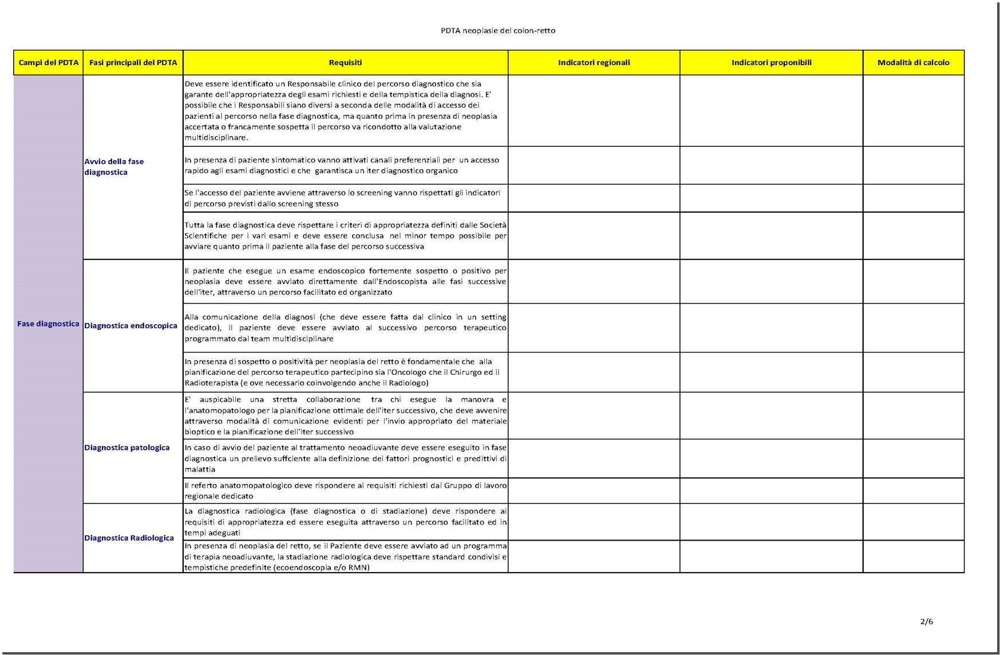 PDTA neoplasie del colon-retto
Campi del PDTA Fasi principali del PDTA Requisiti Indicatori regionali Indicatori proponibili Modalità di calcolo
Fase diagnostica
Avvio della fase
diagnostica
Deve essere identificato un Responsabile clinico del percorso diagnostico che sia
garante dell'appropriatezza degli esami richiesti e della tempistica della diagnosi. E'
possibile che i Responsabili siano diversi a seconda delle modalità di accesso dei
pazienti al percorso nella fase diagnostica, ma quanto prima in presenza di neoplasia
accertata o francamente sospetta il percorso va ricondotto alla valutazione
multidisciplinare.
In presenza di paziente sintomatico vanno attivati canali preferenziali per un accesso
rapido agli esami diagnostici e che garantisca un iter diagnostico organico
Se l'accesso del paziente avviene attraverso lo screening vanno rispettati gli indicatori
di percorso previsti dallo screening stesso
Tutta la fase diagnostica deve rispettare i criteri di appropriatezza definiti dalle Società
Scientifiche per i vari esami e deve essere conclusa nel minor tempo possibile per
avviare quanto prima il paziente alla fase del percorso successiva
Diagnostica endoscopica
Il paziente che esegue un esame endoscopico fortemente sospetto o positivo per
neoplasia deve essere avviato direttamente dall'Endoscopista alle fasi successive
dell'iter, attraverso un percorso facilitato ed organizzato
Alla comunicazione della diagnosi (che deve essere fatta dal clinico in un setting
dedicato), il paziente deve essere avviato al successivo percorso terapeutico
programmato dal team multidisciplinare
In presenza di sospetto o positività per neoplasia del retto è fondamentale che alla
pianificazione del percorso terapeutico partecipino sia l'Oncologo che il Chirurgo ed il
Radioterapista (e ove necessario coinvolgendo anche il Radiologo)
Diagnostica patologica
E' auspicabile una stretta collaborazione tra chi esegue la manovra e
l'anatomopatologo per la pianificazione ottimale dell'iter successivo, che deve avvenire
attraverso modalità di comunicazione evidenti per l'invio appropriato del materiale
bioptico e la pianificazione dell'iter successivo
In caso di avvio del paziente al trattamento neoadiuvante deve essere eseguito in fase
diagnostica un prelievo suffciente alla definizione dei fattori prognostici e predittivi di
malattia
Il referto anatomopatologico deve rispondere ai requisiti richiesti dal Gruppo di lavoro
regionale dedicato
Diagnostica Radiologica
La diagnostica radiologica (fase diagnostica o di stadiazione) deve rispondere ai
requisiti di appropriatezza ed essere eseguita attraverso un percorso facilitato ed in
tempi adeguati
In presenza di neoplasia del retto, se il Paziente deve essere avviato ad un programma
di terapia neoadiuvante, la stadiazione radiologica deve rispettare standard condivisi e
tempistiche predefinite (ecoendoscopia e/o RMN)
2/6